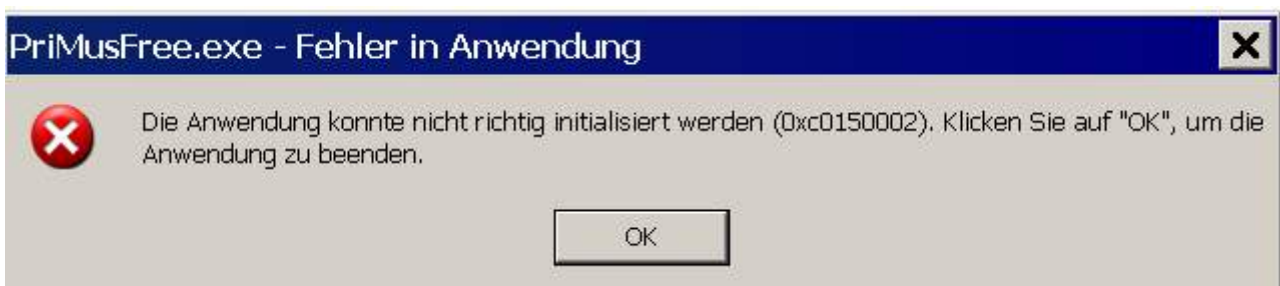 PriMusFree.exe - Fehler in Anwendung
Die Anwendung konnte nicht richtig initialisiert werden (0xc0150002). Klicken Sie auf "OK", um die
Anwendung zu beenden.
OK